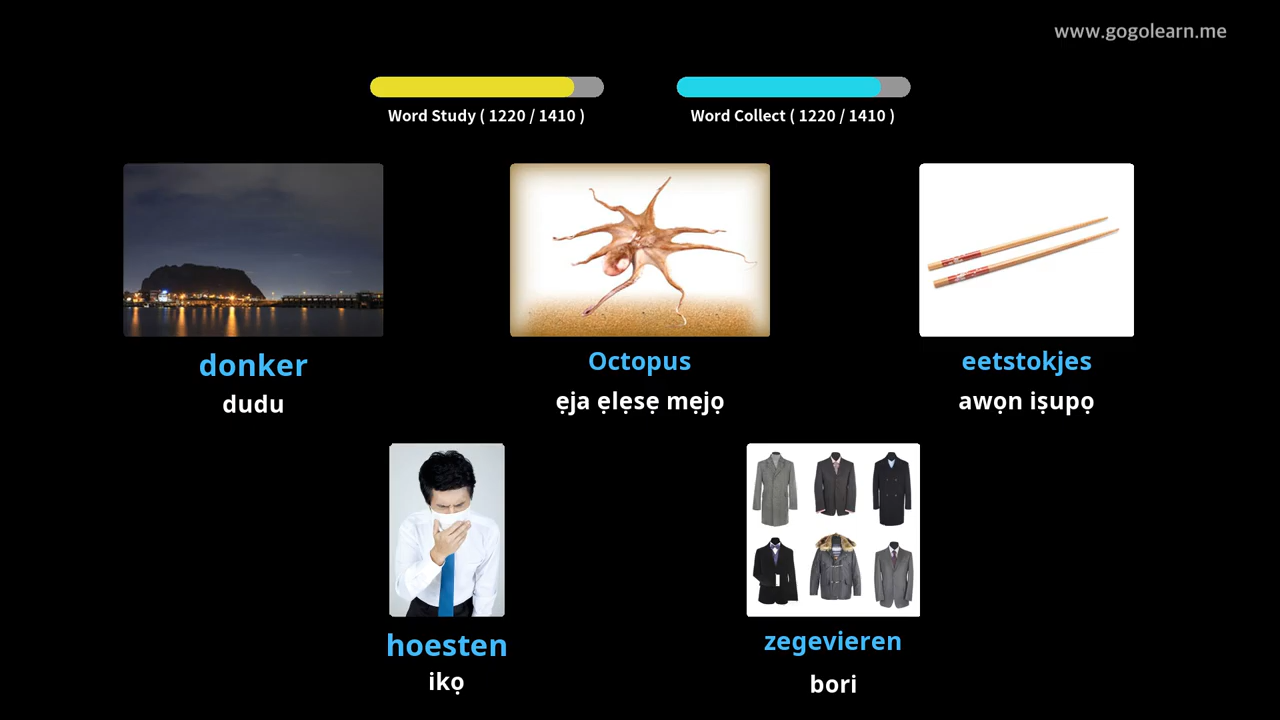 www.gogolearn.me
Word Study ( 1220 / 1410 )
Word Collect ( 1220 / 1410 )
donker
dudu
Octopus
ẹja ẹlẹsẹ mẹjọ
eetstokjes
awọn iṣupọ
hoesten
ikọ
zegevieren
bori